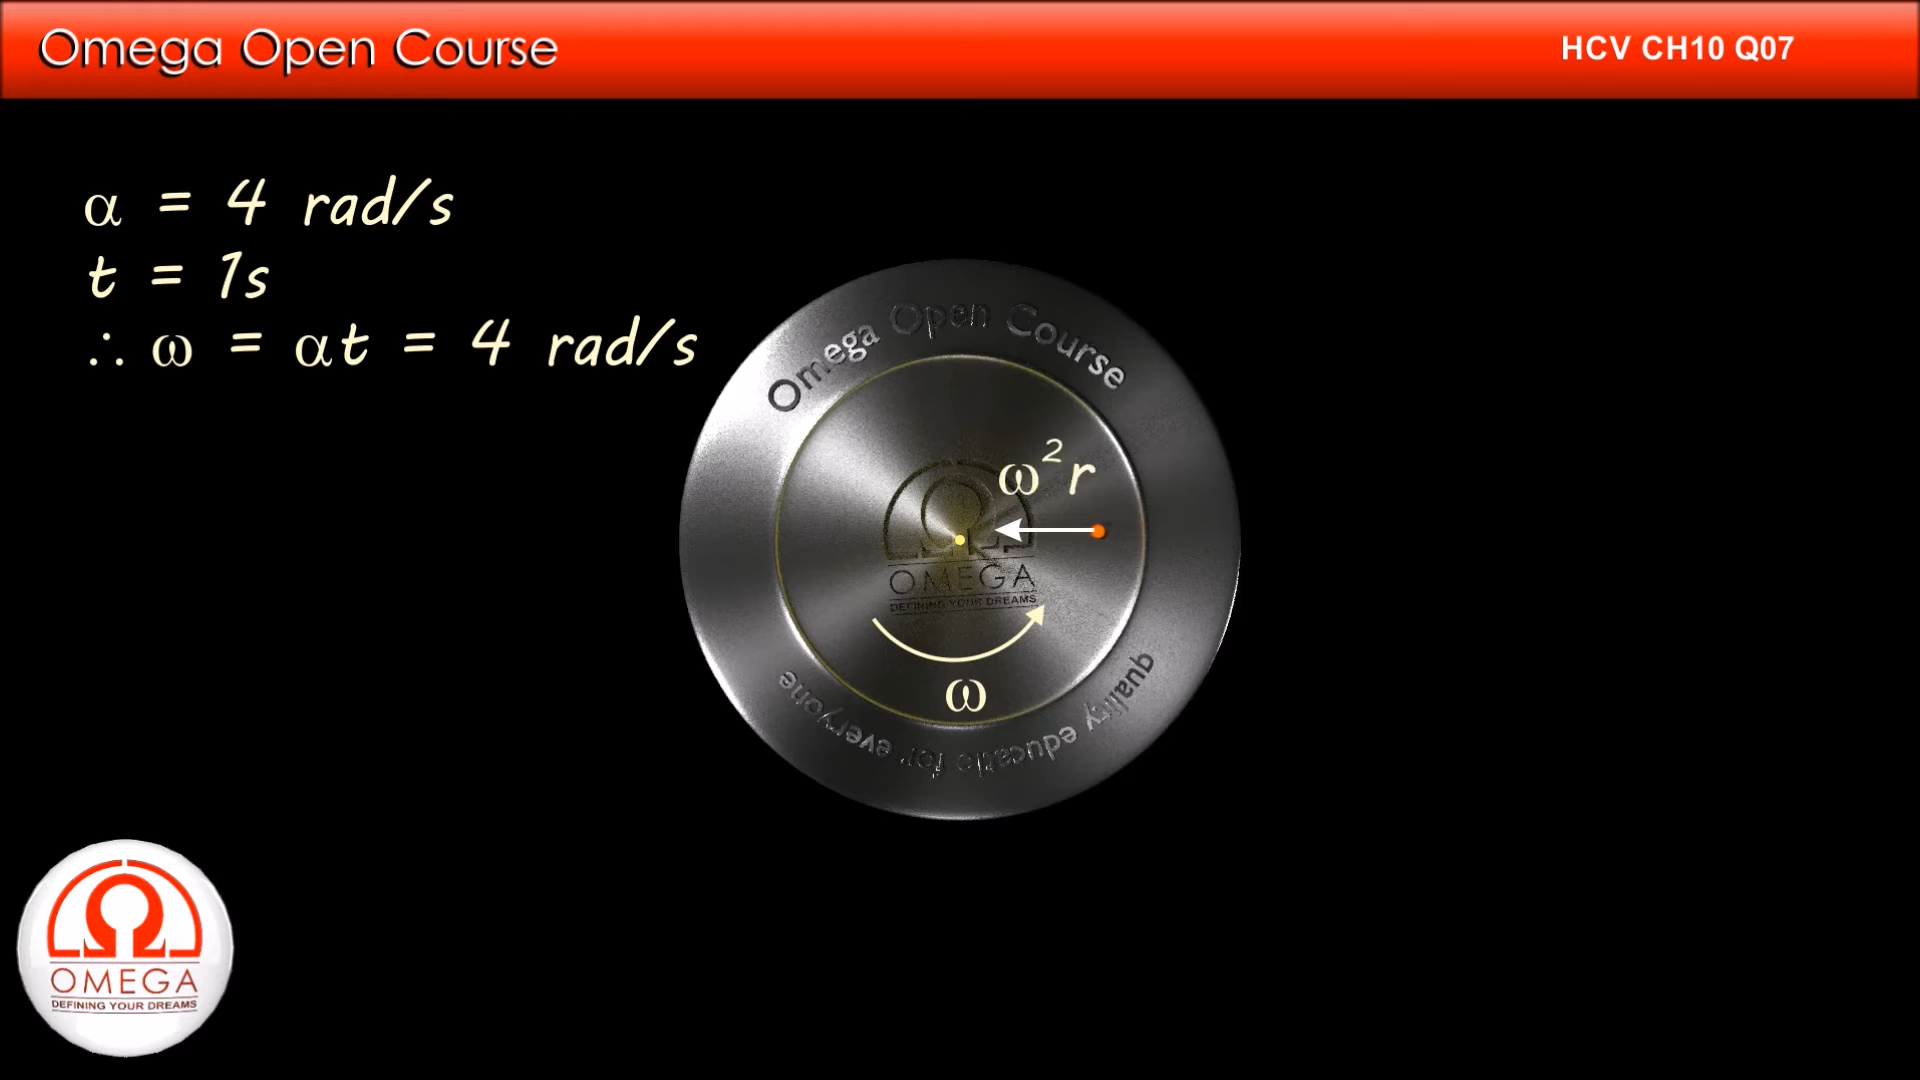 Omega Open Course
HCV CH10 Q07
α = 4 rad/s
t = 1s
∴ ω = αt = 4 rad/s
Omega Open Course
ω²r
OMEGA
DEFINING YOUR DREAMS
ω
quality educatio for everyone
OMEGA
DEFINING YOUR DREAMS